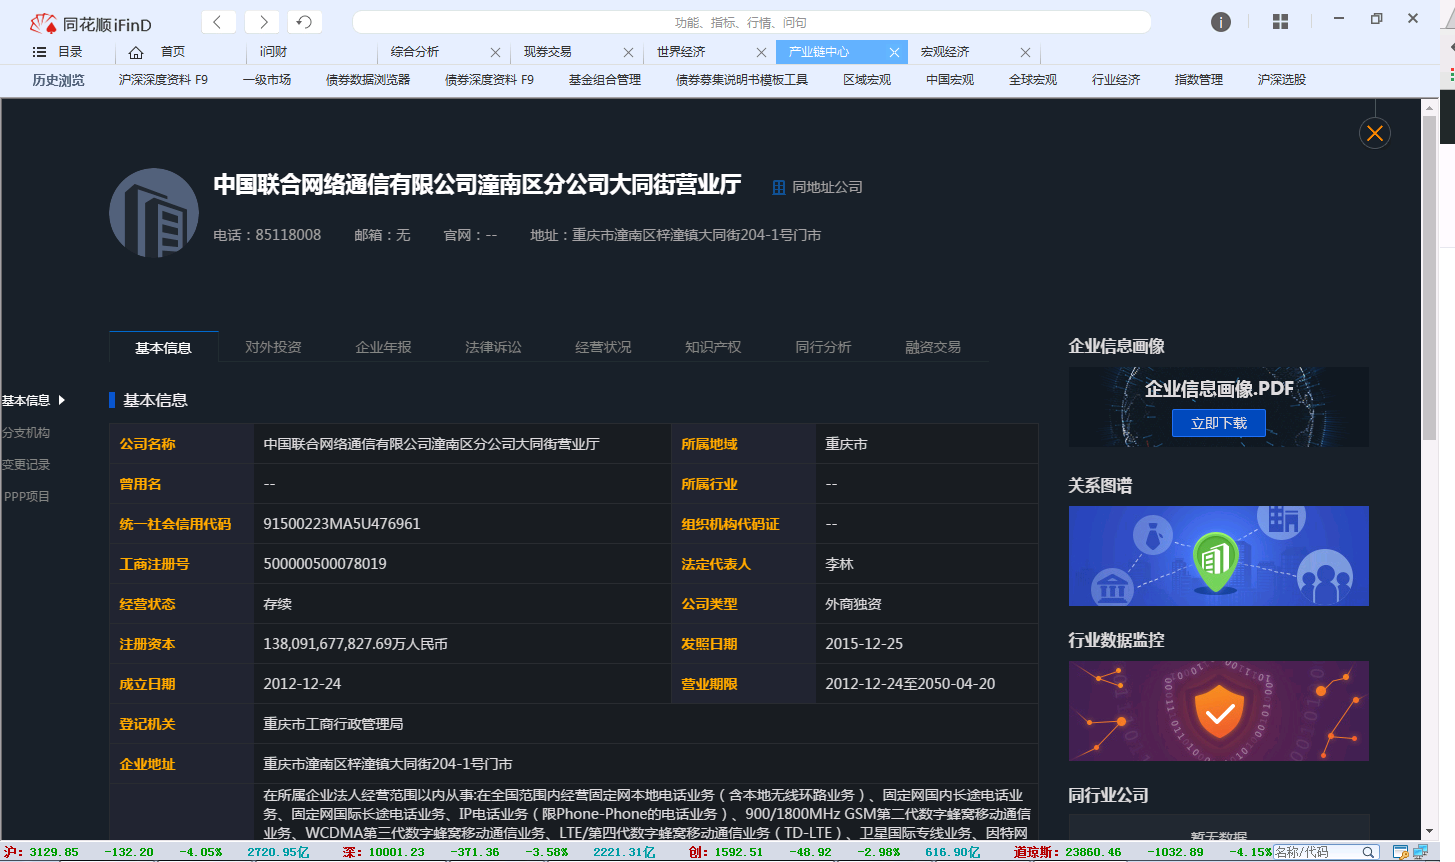 同花顺 iFinD
功能、指标、行情、问句
目录 首页 i问财 综合分析 现券交易 世界经济 产业链中心 宏观经济
历史浏览 沪深深度资料 F9 一级市场 债券数据浏览器 债券深度资料 F9 基金组合管理 债券募集说明书模板工具 区域宏观 中国宏观 全球宏观 行业经济 指数管理 沪深选股
中国联合网络通信有限公司潼南区分公司大同街营业厅 同地址公司
电话：85118008 邮箱：无 官网：-- 地址：重庆市潼南区梓潼镇大同街204-1号门市
基本信息 对外投资 企业年报 法律诉讼 经营状况 知识产权 同行分析 融资交易
基本信息
分支机构
变更记录
PPP项目
基本信息
公司名称 中国联合网络通信有限公司潼南区分公司大同街营业厅 所属地域 重庆市
曾用名 -- 所属行业 --
统一社会信用代码 91500223MA5U476961 组织机构代码证 --
工商注册号 500000500078019 法定代表人 李林
经营状态 存续 公司类型 外商独资
注册资本 138,091,677,827.69万人民币 发照日期 2015-12-25
成立日期 2012-12-24 营业期限 2012-12-24至2050-04-20
登记机关 重庆市工商行政管理局
企业地址 重庆市潼南区梓潼镇大同街204-1号门市
在所属企业法人经营范围以内从事:在全国范围内经营固定网本地电话业务（含本地无线环路业务）、固定网国内长途电话业
务、固定网国际长途电话业务、IP电话业务（限Phone-Phone的电话业务）、900/1800MHz GSM第二代数字蜂窝移动通信
业务、WCDMA第三代数字蜂窝移动通信业务、LTE/第四代数字蜂窝移动通信业务（TD-LTE）、卫星国际专线业务、因特网
企业信息画像
企业信息画像.PDF
立即下载
关系图谱
行业数据监控
同行业公司
暂无数据
沪：3129.85 -132.20 -4.05% 2720.95亿 深：10001.23 -371.36 -3.58% 2221.31亿 创：1592.51 -48.92 -2.98% 616.90亿 道琼斯：23860.46 -1032.89 -4.15% 名称/代码